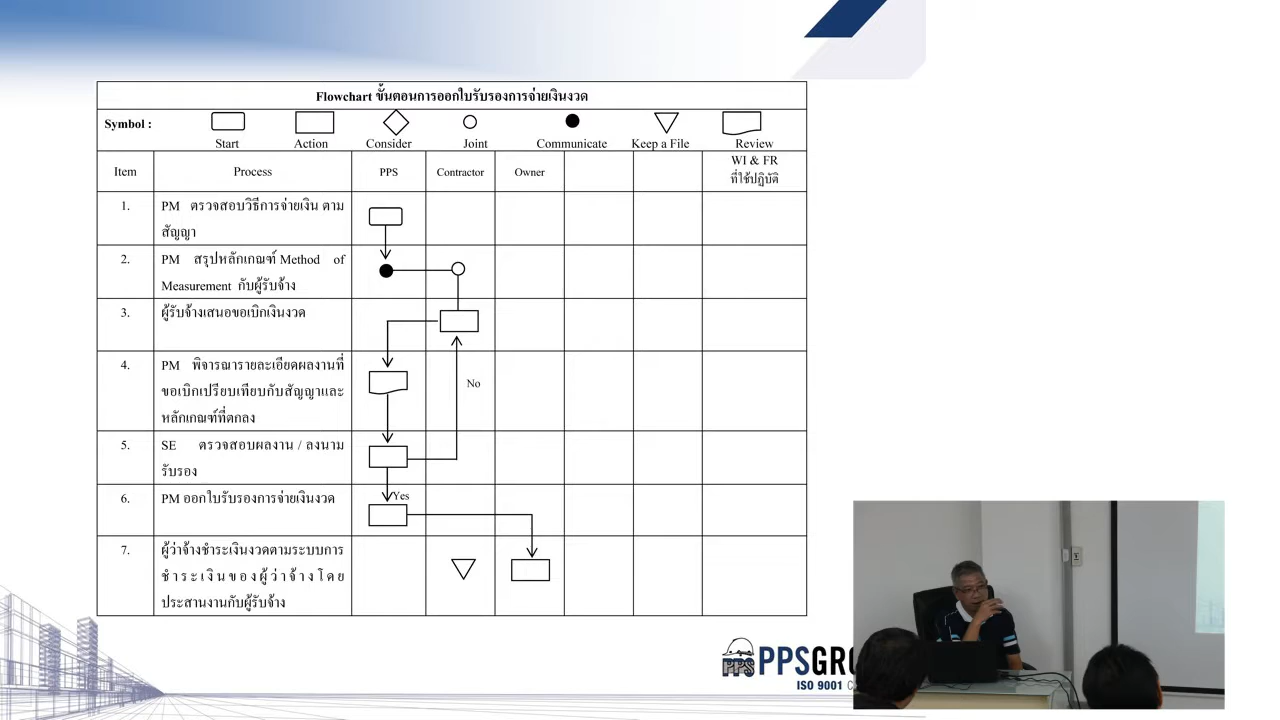 Flowchart ขั้นตอนการออกใบรับรองการจ่ายเงินงวด
Symbol :
Start Action Consider Joint Communicate Keep a File Review
Item Process PPS Contractor Owner WI & FR
ที่ใช้ปฏิบัติ
1. PM ตรวจสอบวิธีการจ่ายเงิน ตาม
สัญญา
2. PM สรุปหลักเกณฑ์ Method of
Measurement กับผู้รับจ้าง
3. ผู้รับจ้างเสนอขอเบิกเงินงวด
4. PM พิจารณารายละเอียดผลงานที่
ขอเบิกเปรียบเทียบกับสัญญาและ
หลักเกณฑ์ที่ตกลง
No
5. SE ตรวจสอบผลงาน / ลงนาม
รับรอง
6. PM ออกใบรับรองการจ่ายเงินงวด
Yes
7. ผู้ว่าจ้างชำระเงินงวดตามระบบการ
ชำระเงินของผู้ว่าจ้างโดย
ประสานงานกับผู้รับจ้าง
PPS PPSGRO
ISO 9001 C